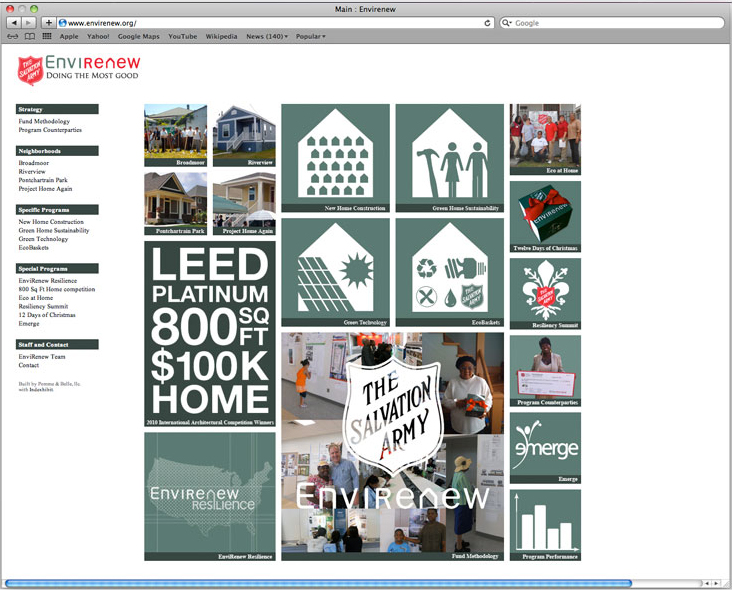 Main : Envirenew
www.envirenew.org/
Google
Apple Yahoo! Google Maps YouTube Wikipedia News (140) Popular
THE SALVATION ARMY
EnviRenew
DOING THE MOST GOOD
Strategy
Fund Methodology
Program Counterparties
Neighborhoods
Broadmoor
Riverview
Pontchartrain Park
Project Home Again
Specific Programs
New Home Construction
Green Home Sustainability
Green Technology
EcoBaskets
Special Programs
EnviRenew Resilience
800 Sq Ft Home competition
Eco at Home
Resiliency Summit
12 Days of Christmas
Emerge
Staff and Contact
EnviRenew Team
Contact
Built by Pomme & Belle, llc.
with Indexhibit
Broadmoor
Riverview
Pontchartrain Park
Project Home Again
LEED
PLATINUM
800 SQ FT
$100K
HOME
2010 International Architectural Competition Winners
EnviRenew
RESILIENCE
EnviRenew Resilience
New Home Construction
Green Home Sustainability
Green Technology
THE SALVATION ARMY
EcoBaskets
THE
SALVATION
ARMY
EnviRenew
Fund Methodology
Eco at Home
ENVIRENEW
Twelve Days of Christmas
Resiliency Summit
Program Counterparties
emerge
Emerge
Program Performance